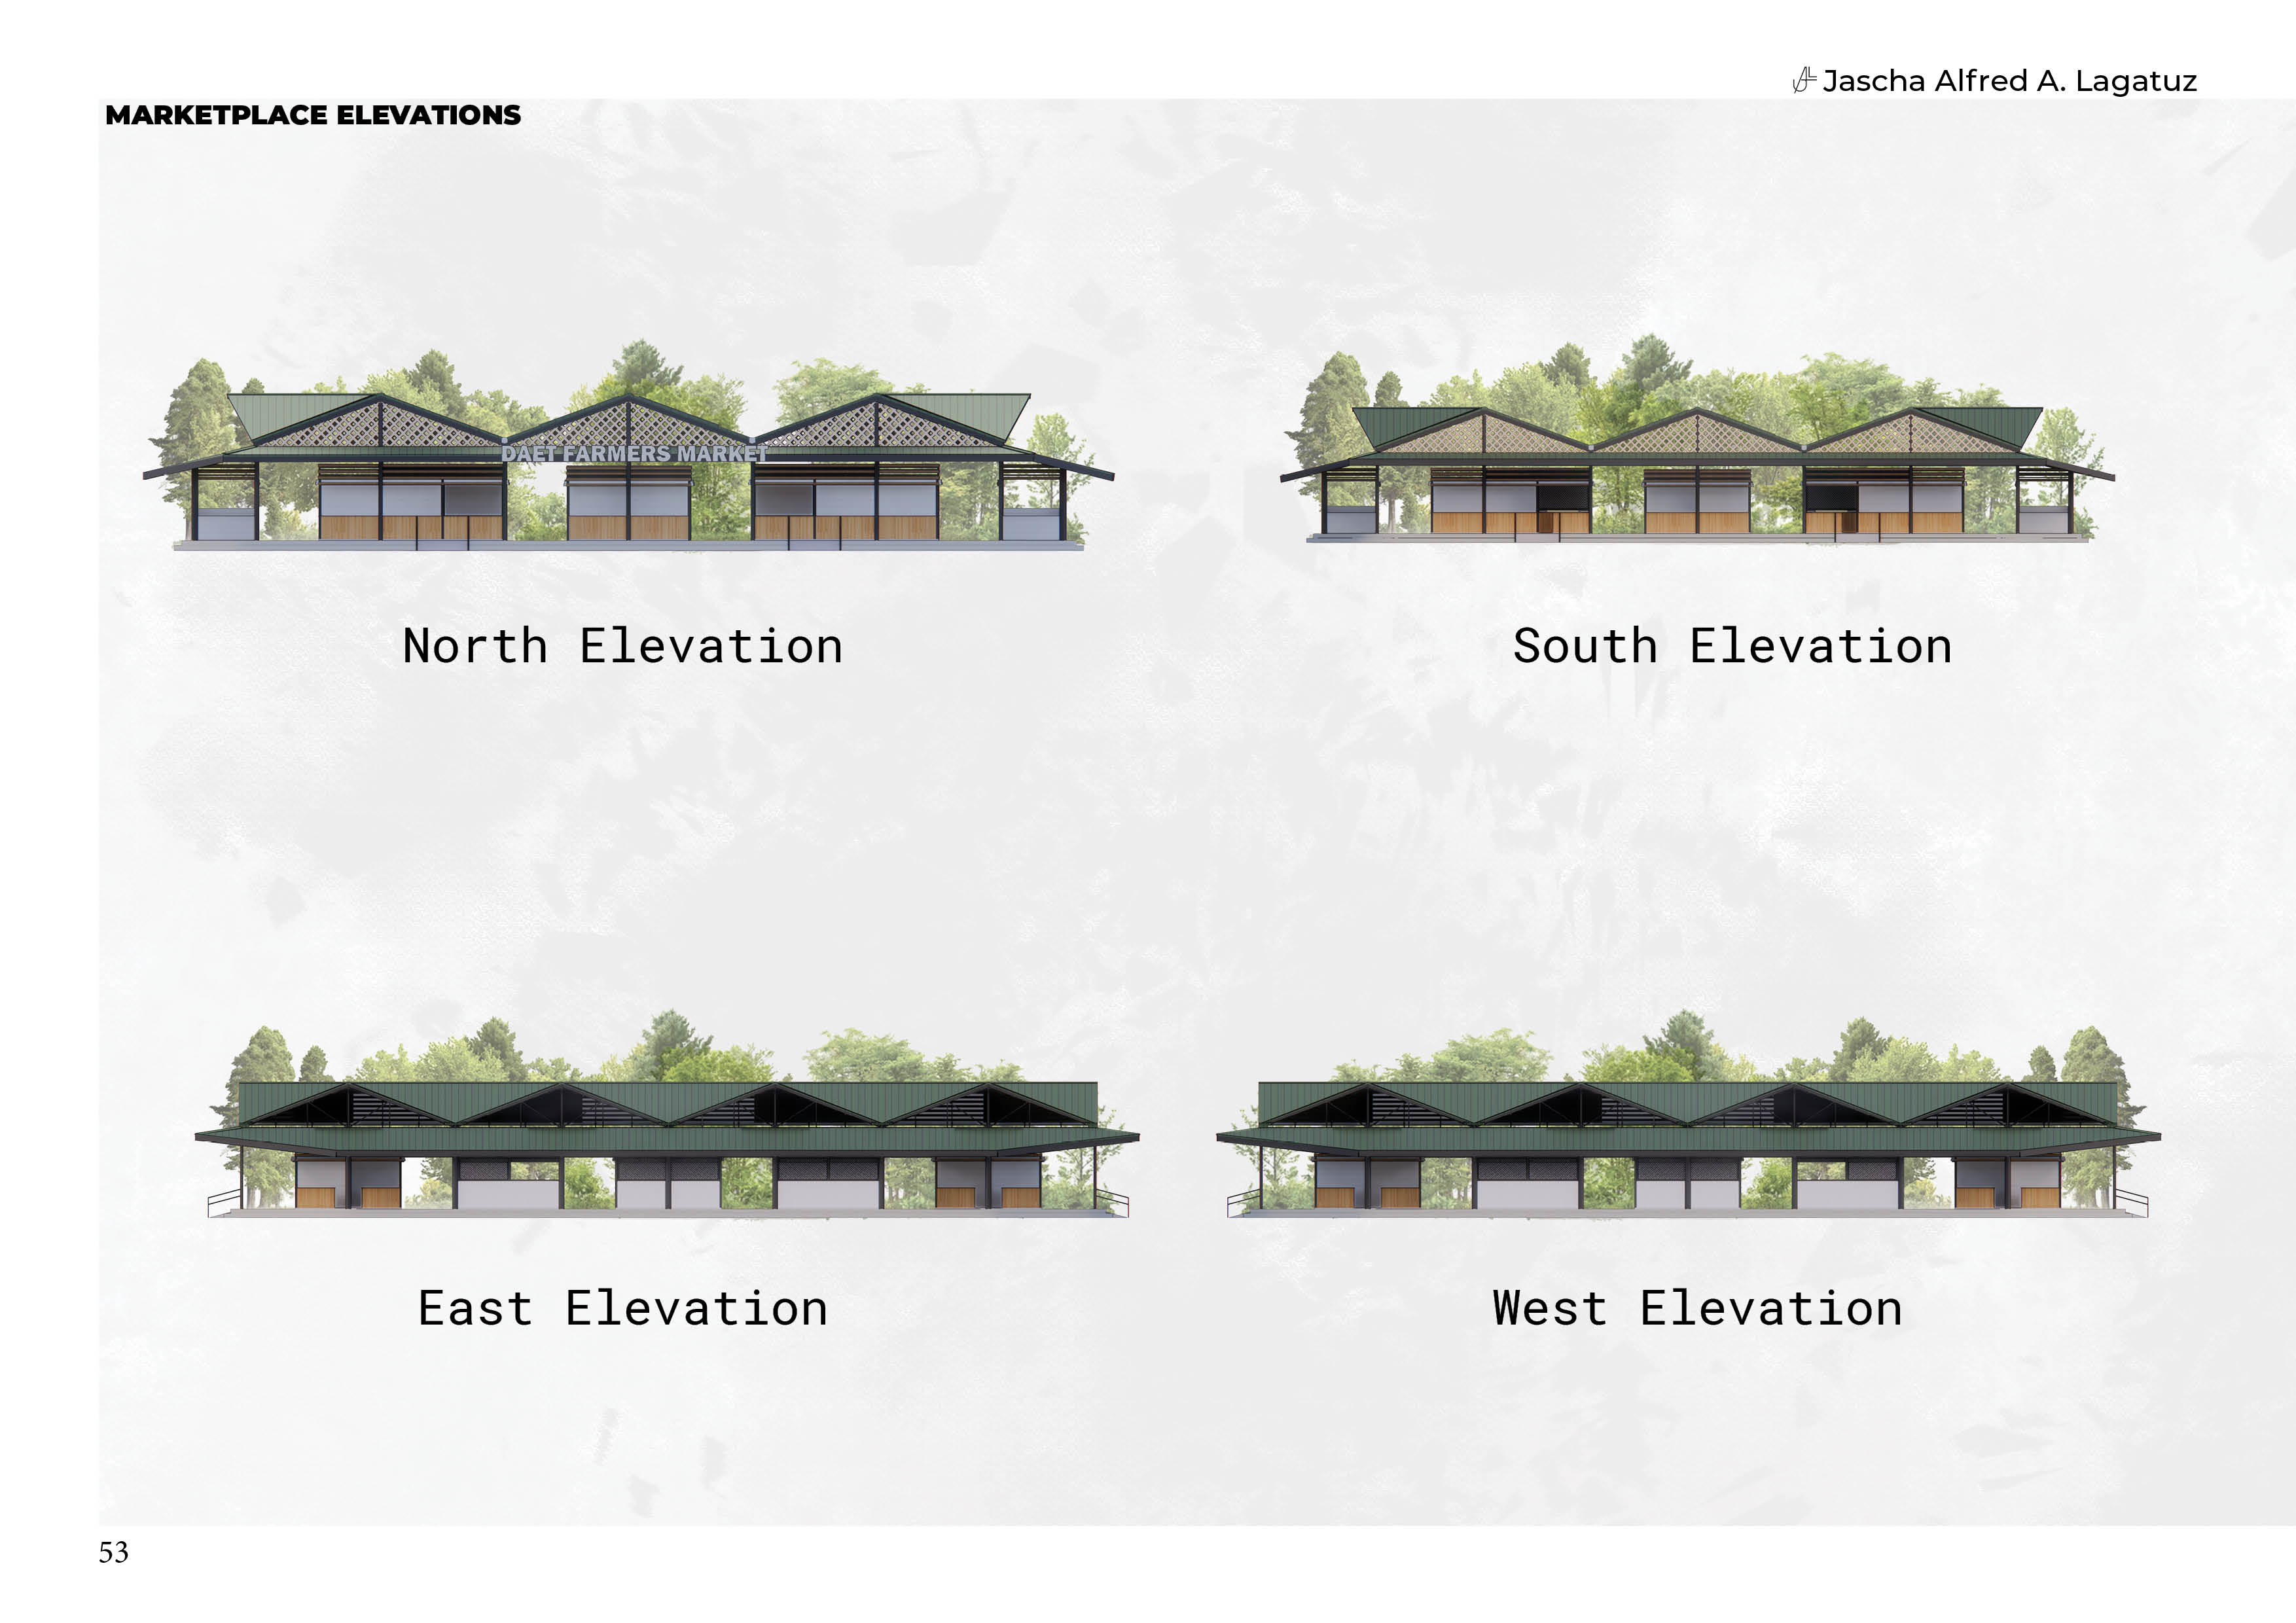 Jascha Alfred A. Lagatuz
MARKETPLACE ELEVATIONS
DAET FARMERS MARKET
North Elevation
South Elevation
East Elevation
West Elevation
53